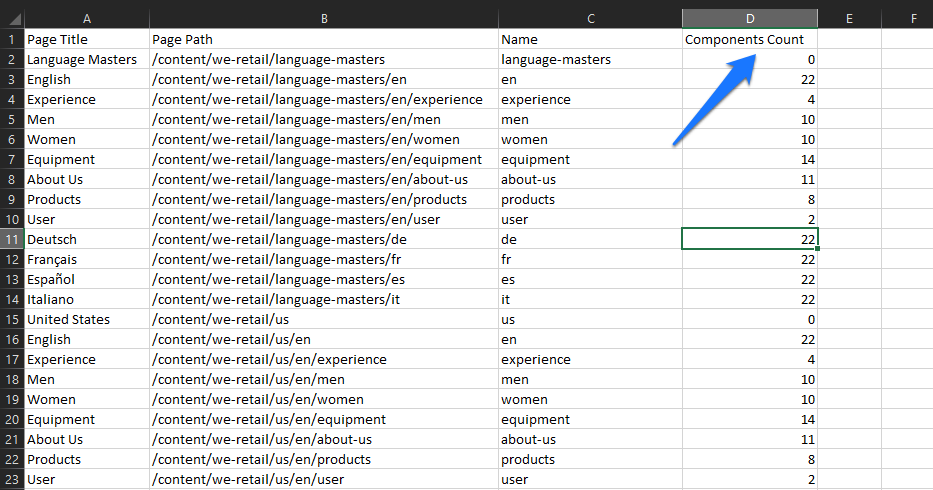 A B C D E F
1 Page Title Page Path Name Components Count
2 Language Masters /content/we-retail/language-masters language-masters 0
3 English /content/we-retail/language-masters/en en 22
4 Experience /content/we-retail/language-masters/en/experience experience 4
5 Men /content/we-retail/language-masters/en/men men 10
6 Women /content/we-retail/language-masters/en/women women 10
7 Equipment /content/we-retail/language-masters/en/equipment equipment 14
8 About Us /content/we-retail/language-masters/en/about-us about-us 11
9 Products /content/we-retail/language-masters/en/products products 8
10 User /content/we-retail/language-masters/en/user user 2
11 Deutsch /content/we-retail/language-masters/de de 22
12 Français /content/we-retail/language-masters/fr fr 22
13 Español /content/we-retail/language-masters/es es 22
14 Italiano /content/we-retail/language-masters/it it 22
15 United States /content/we-retail/us us 0
16 English /content/we-retail/us/en en 22
17 Experience /content/we-retail/us/en/experience experience 4
18 Men /content/we-retail/us/en/men men 10
19 Women /content/we-retail/us/en/women women 10
20 Equipment /content/we-retail/us/en/equipment equipment 14
21 About Us /content/we-retail/us/en/about-us about-us 11
22 Products /content/we-retail/us/en/products products 8
23 User /content/we-retail/us/en/user user 2